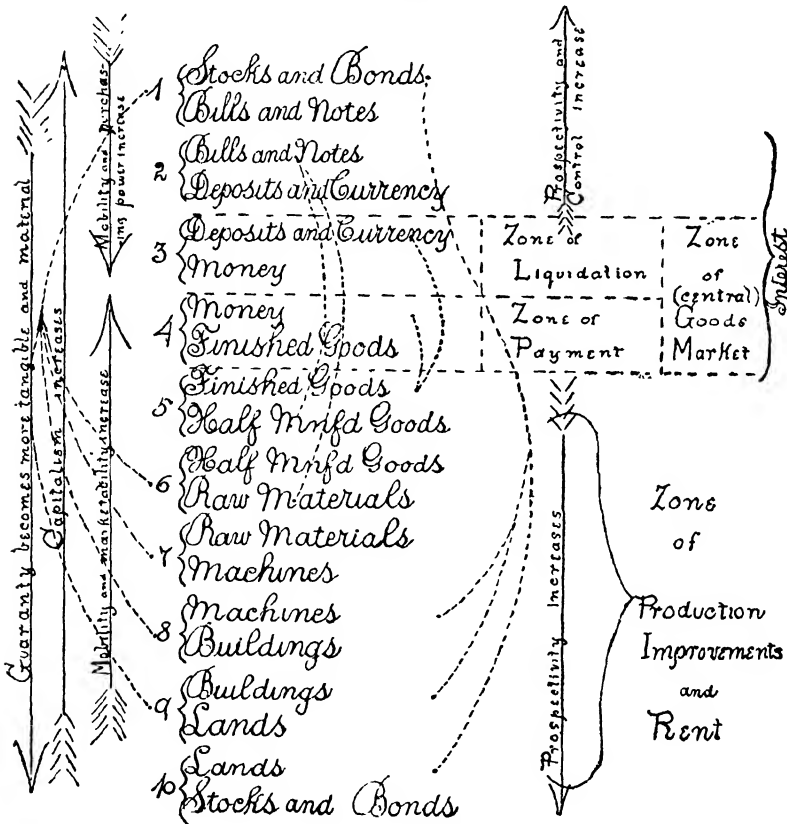 Guaranty becomes more tangible and material
Capitalism increases
Mobility and purchas-
ing power increase
Mobility and marketability increase
1 Stocks and Bonds.
Bills and Notes
2 Bills and Notes
Deposits and Currency
3 Deposits and Currency
Money
4 Money
Finished Goods
5 Finished Goods
Half Mnfd Goods
6 Half Mnfd Goods
Raw Materials
7 Raw Materials
Machines
8 Machines
Buildings
9 Buildings
Lands
10 Lands
Stocks and Bonds
Prospectivity and
Control Increase
Zone of
Liquidation
Zone of
Payment
Zone
of
(central)
Goods
Market
Interest
Prospectivity Increases
Zone
of
Production
Improvements
and
Rent